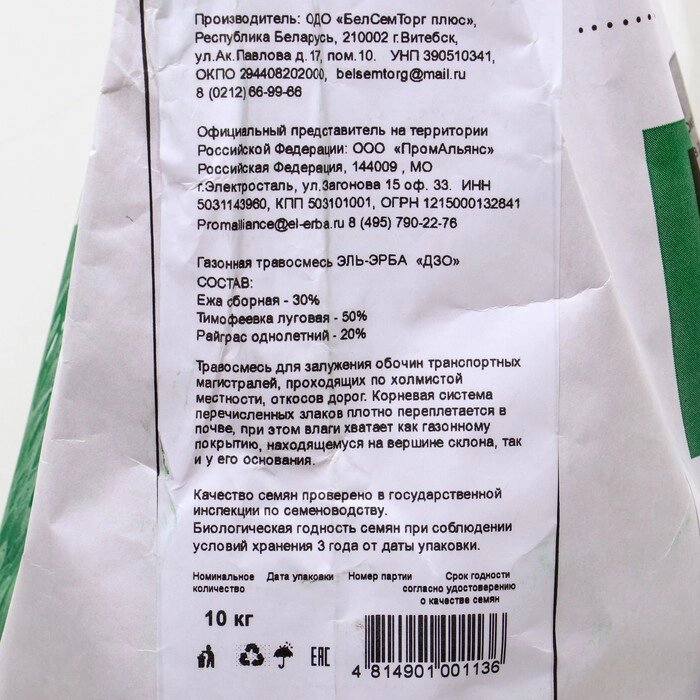 Производитель: ОДО «БелСемТорг плюс»,
Республика Беларусь, 210002 г.Витебск,
ул.Ак.Павлова д.17, пом.10. УНП 390510341,
ОКПО 294408202000, belsemtorg@mail.ru
8 (0212) 66-99-66
Официальный представитель на территории
Российской Федерации: ООО «ПромАльянс»
Российская Федерация, 144009 , МО
г.Электросталь, ул.Загонова 15 оф. 33. ИНН
5031143960, КПП 503101001, ОГРН 1215000132841
Promalliance@el-erba.ru 8 (495) 790-22-76
Газонная травосмесь ЭЛЬ-ЭРБА «ДЗО»
СОСТАВ:
Ежа сборная - 30%
Тимофеевка луговая - 50%
Райграс однолетний - 20%
Травосмесь для залужения обочин транспортных
магистралей, проходящих по холмистой
местности, откосов дорог. Корневая система
перечисленных злаков плотно переплетается в
почве, при этом влаги хватает как газонному
покрытию, находящемуся на вершине склона, так
и у его основания.
Качество семян проверено в государственной
инспекции по семеноводству.
Биологическая годность семян при соблюдении
условий хранения 3 года от даты упаковки.
Номинальное количество Дата упаковки Номер партии Срок годности согласно удостоверению о качестве семян
10 кг
EAC
4 814901 001136